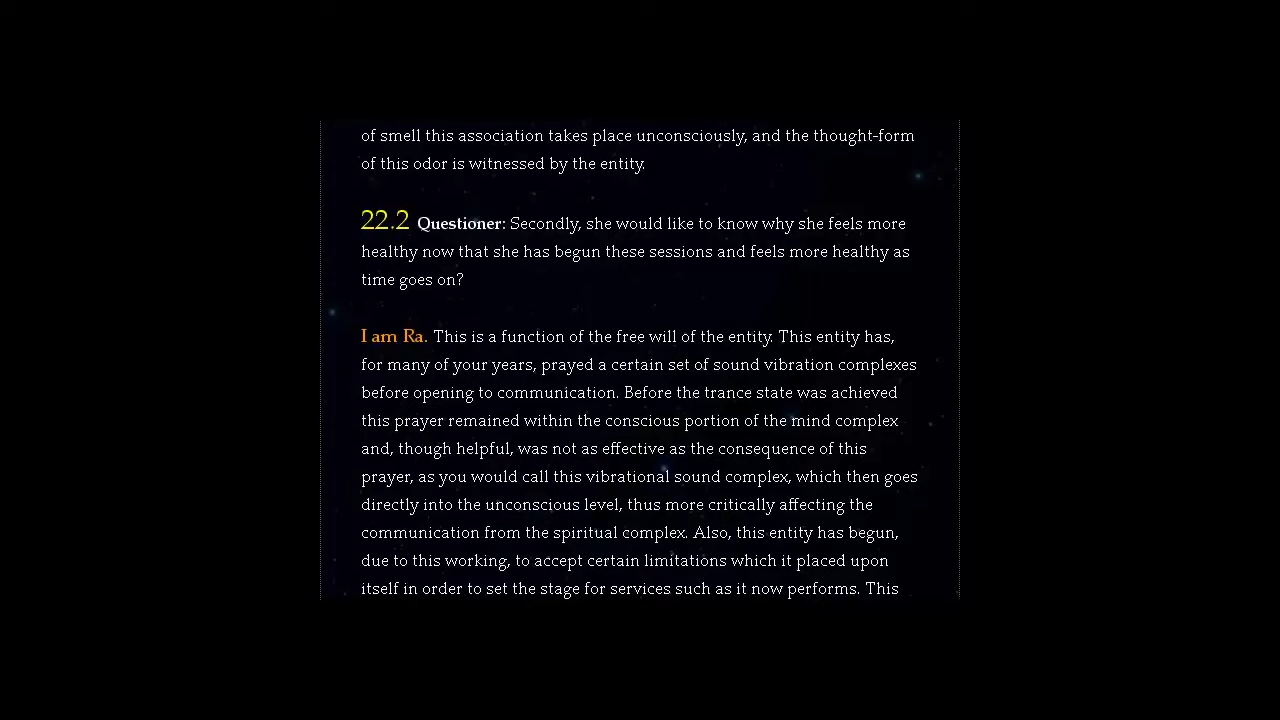 of smell this association takes place unconsciously, and the thought-form
of this odor is witnessed by the entity.
22.2 Questioner: Secondly, she would like to know why she feels more
healthy now that she has begun these sessions and feels more healthy as
time goes on?
I am Ra. This is a function of the free will of the entity. This entity has,
for many of your years, prayed a certain set of sound vibration complexes
before opening to communication. Before the trance state was achieved
this prayer remained within the conscious portion of the mind complex
and, though helpful, was not as effective as the consequence of this
prayer, as you would call this vibrational sound complex, which then goes
directly into the unconscious level, thus more critically affecting the
communication from the spiritual complex. Also, this entity has begun,
due to this working, to accept certain limitations which it placed upon
itself in order to set the stage for services such as it now performs. This